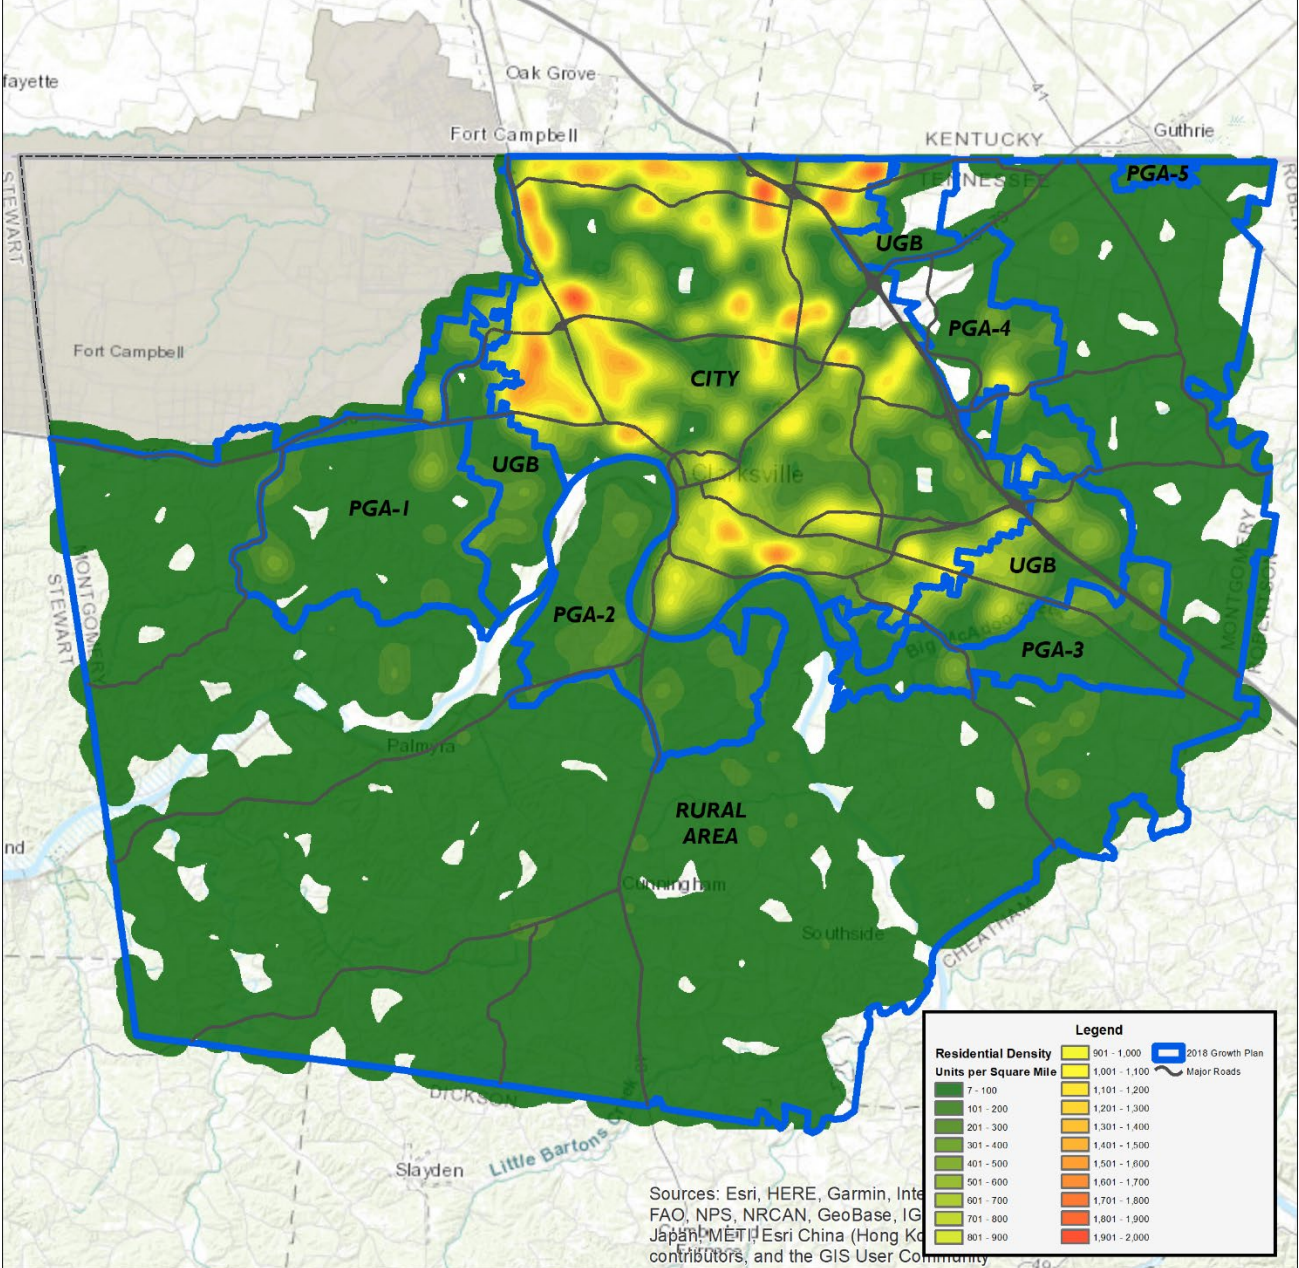 Oak Grove
fayette
Fort Campbell
KENTUCKY
Guthrie
41
TENNESSEE
PGA-5
STEWART
UGB
79
PGA-4
Fort Campbell
CITY
UGB
Clarksville
PGA-1
MONTGOMERY
STEWART
UGB
MONTGOMERY
ROBERTSON
PGA-2
PGA-3
Palmyra
RURAL
AREA
nd
Cunningham
Southside
CHEATHAM
DICKSON
Little Bartons Creek
Slayden
Legend
Residential Density
Units per Square Mile
7 - 100
101 - 200
201 - 300
301 - 400
401 - 500
501 - 600
601 - 700
701 - 800
801 - 900
901 - 1,000
1,001 - 1,100
1,101 - 1,200
1,201 - 1,300
1,301 - 1,400
1,401 - 1,500
1,501 - 1,600
1,601 - 1,700
1,701 - 1,800
1,801 - 1,900
1,901 - 2,000
2018 Growth Plan
Major Roads
Sources: Esri, HERE, Garmin, Inte
FAO, NPS, NRCAN, GeoBase, IG
Japan, METI, Esri China (Hong Ko
contributors, and the GIS User Community